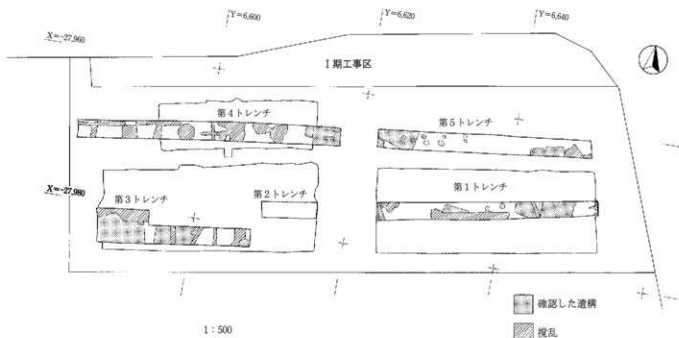 Y=6,600
Y=6,620
Y=6,640
X=-27,960
Ⅰ期工事区
第4トレンチ
第5トレンチ
X=-27,980
第3トレンチ
第2トレンチ
第1トレンチ
確認した遺構
攪乱
1：500